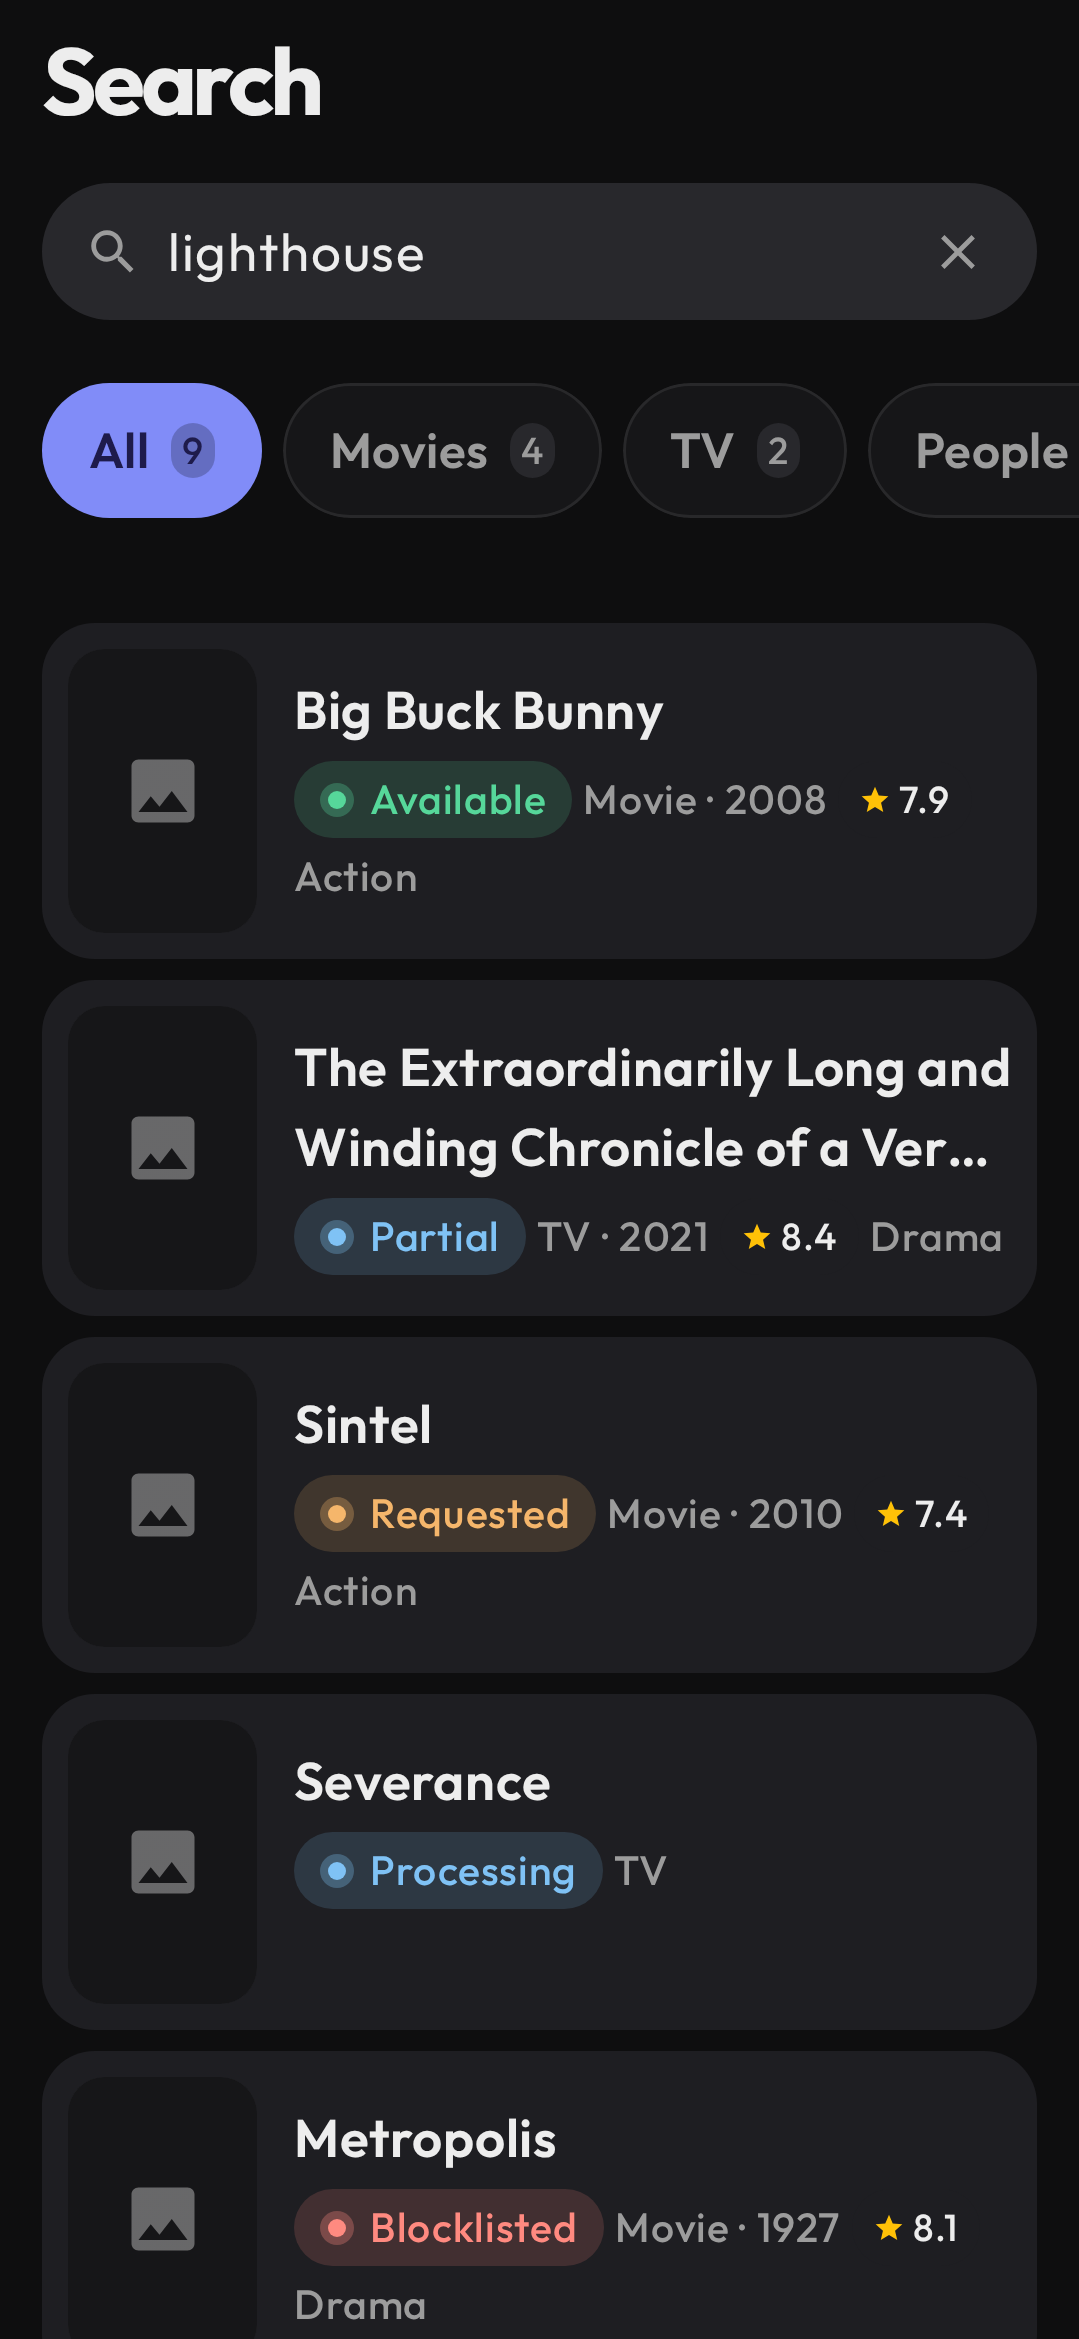 Search
lighthouse
All 9 Movies 4 TV 2 People
Big Buck Bunny
Available Movie · 2008 ★ 7.9
Action
The Extraordinarily Long and
Winding Chronicle of a Ver...
Partial TV · 2021 ★ 8.4 Drama
Sintel
Requested Movie · 2010 ★ 7.4
Action
Severance
Processing TV
Metropolis
Blocklisted Movie · 1927 ★ 8.1
Drama